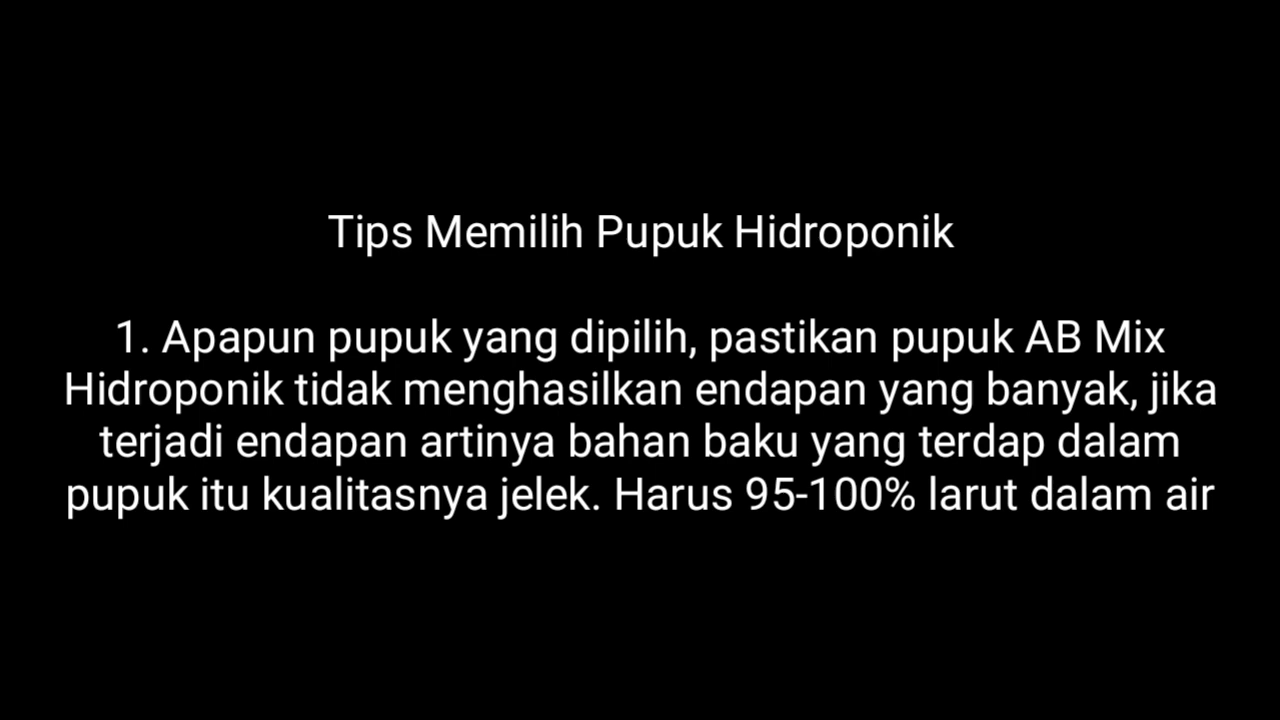 Tips Memilih Pupuk Hidroponik
1. Apapun pupuk yang dipilih, pastikan pupuk AB Mix
Hidroponik tidak menghasilkan endapan yang banyak, jika
terjadi endapan artinya bahan baku yang terdap dalam
pupuk itu kualitasnya jelek. Harus 95-100% larut dalam air